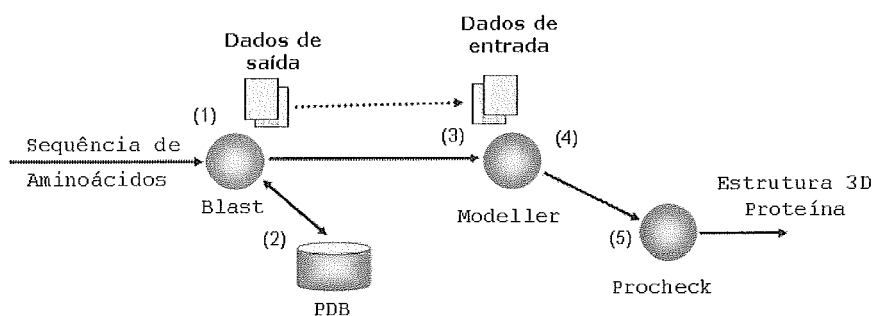 Dados de
saída
Dados de
entrada
(1)
(3)
(4)
Sequência de
Aminoácidos
Blast
Modeller
Estrutura 3D
Proteína
(2)
(5)
PDB
Procheck